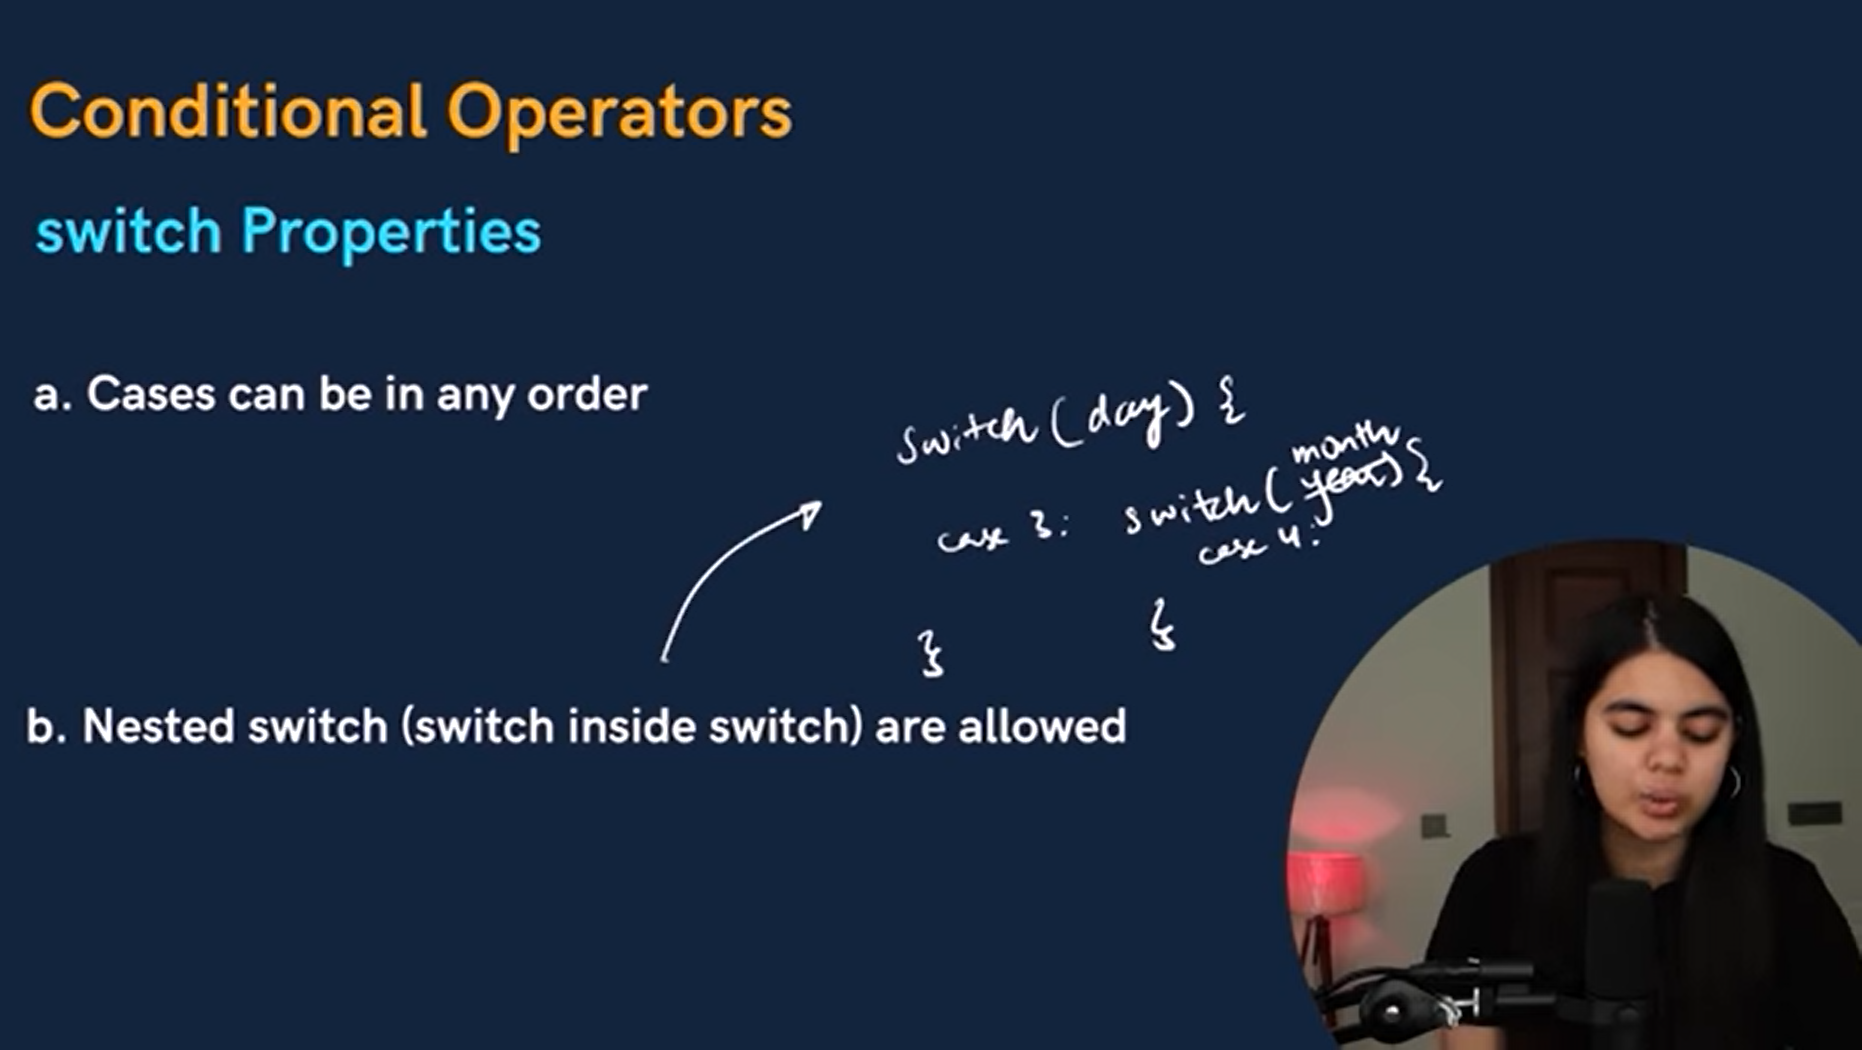 Conditional Operators
switch Properties
a. Cases can be in any order
switch (day) {
month
case 3: switch (year) {
case 4:
}
}
b. Nested switch (switch inside switch) are allowed